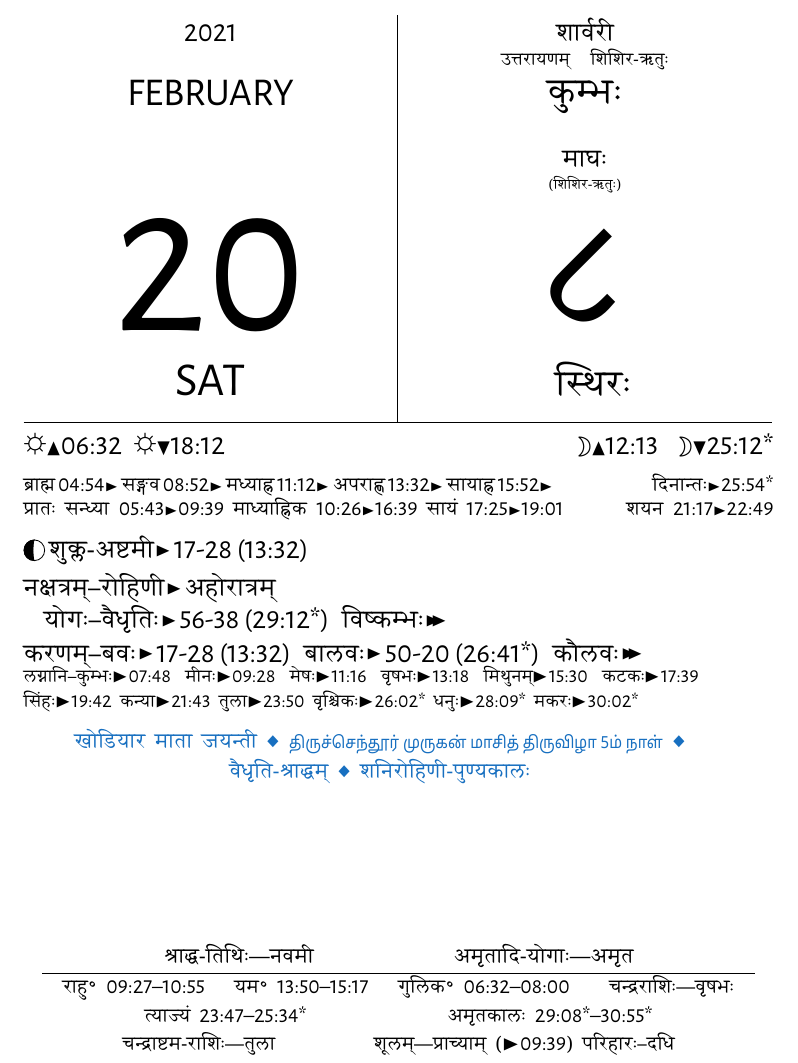 2021
FEBRUARY
20
SAT
शार्वरी
उत्तरायणम् शिशिर-ऋतुः
कुम्भः
माघः
(शिशिर-ऋतुः)
८
स्थिरः
☼▲06:32 ☼▼18:12 ☽▲12:13 ☽▼25:12*
ब्राह्म 04:54► सङ्गव 08:52► मध्याह्न 11:12► अपराह्ण 13:32► सायाह्न 15:52► दिनान्तः►25:54*
प्रातः सन्ध्या 05:43►09:39 माध्याह्निक 10:26►16:39 सायं 17:25►19:01 शयन 21:17►22:49
◐ शुक्ल-अष्टमी►17-28 (13:32)
नक्षत्रम्–रोहिणी► अहोरात्रम्
योगः–वैधृतिः►56-38 (29:12*) विष्कम्भः►►
करणम्–बवः►17-28 (13:32) बालवः►50-20 (26:41*) कौलवः►►
लग्नानि–कुम्भः►07:48 मीनः►09:28 मेषः►11:16 वृषभः►13:18 मिथुनम्►15:30 कटकः►17:39
सिंहः►19:42 कन्या►21:43 तुला►23:50 वृश्चिकः►26:02* धनुः►28:09* मकरः►30:02*
खोडियार माता जयन्ती ◆ திருச்செந்தூர் முருகன் மாசித் திருவிழா 5ம் நாள் ◆
वैधृति-श्राद्धम् ◆ शनिरोहिणी-पुण्यकालः
श्राद्ध-तिथिः—नवमी अमृतादि-योगाः—अमृत
राहु° 09:27–10:55 यम° 13:50–15:17 गुलिक° 06:32–08:00 चन्द्रराशिः—वृषभः
त्याज्यं 23:47–25:34* अमृतकालः 29:08*–30:55*
चन्द्राष्टम-राशिः—तुला शूलम्—प्राच्याम् (►09:39) परिहारः–दधि